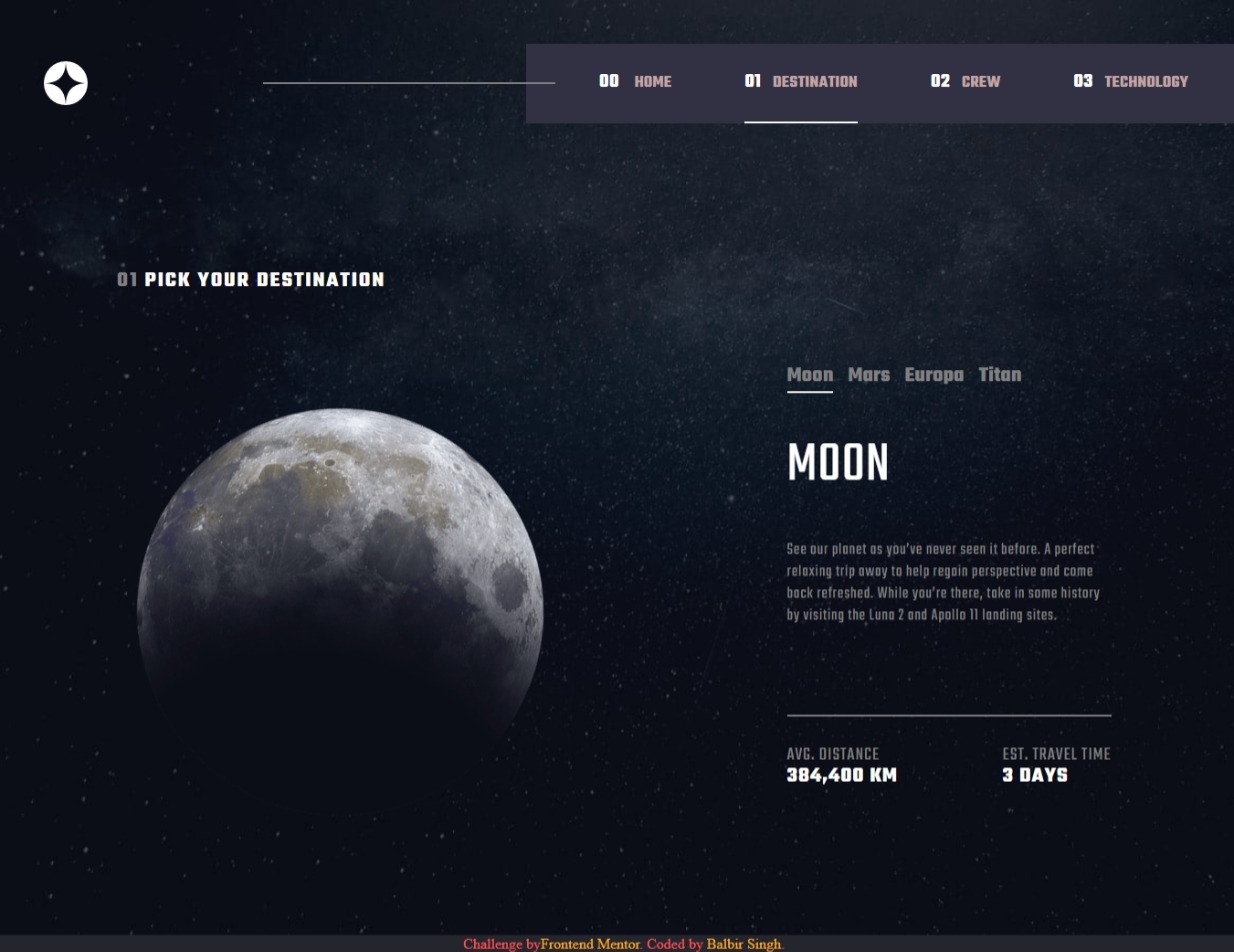 00 HOME 01 DESTINATION 02 CREW 03 TECHNOLOGY
01 PICK YOUR DESTINATION
Moon Mars Europa Titan
MOON
See our planet as you've never seen it before. A perfect
relaxing trip away to help regain perspective and come
back refreshed. While you're there, take in some history
by visiting the Luna 2 and Apollo 11 landing sites.
AVG. DISTANCE EST. TRAVEL TIME
384,400 KM 3 DAYS
Challenge byFrontend Mentor. Coded by Balbir Singh.